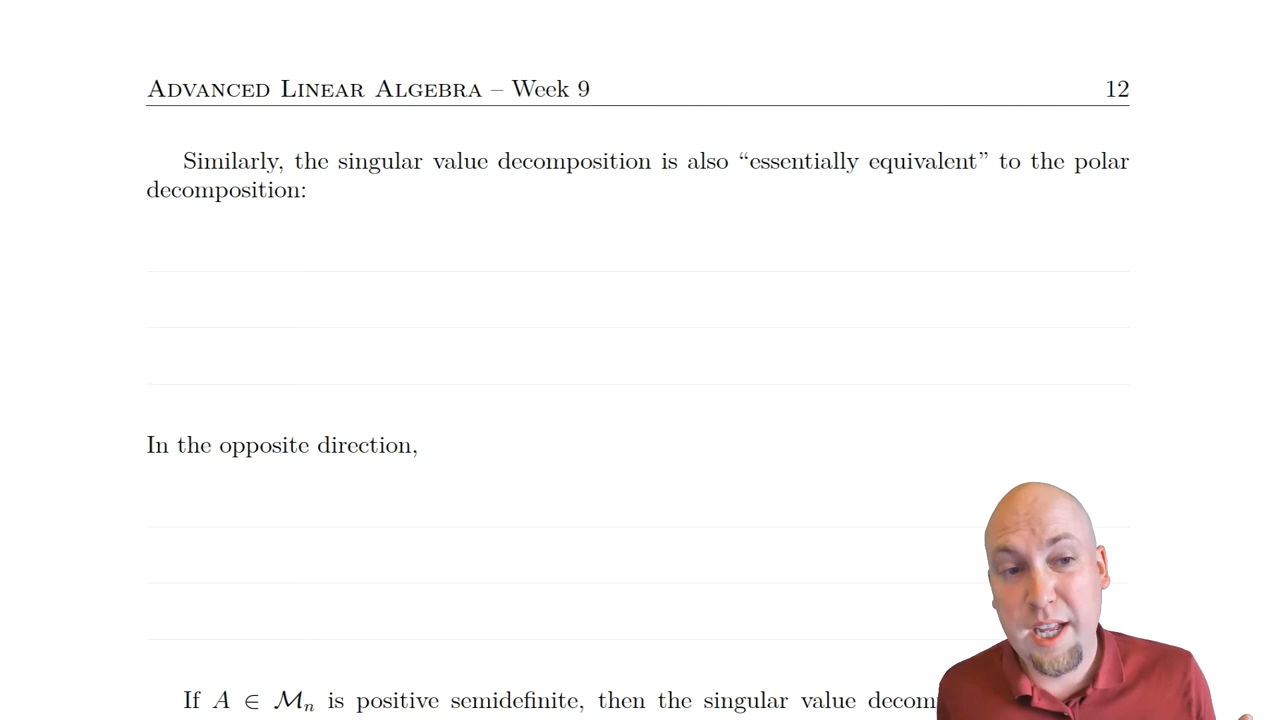 ADVANCED LINEAR ALGEBRA – Week 9 12
Similarly, the singular value decomposition is also “essentially equivalent” to the polar
decomposition:
In the opposite direction,
If A ∈ ℳₙ is positive semidefinite, then the singular value decom